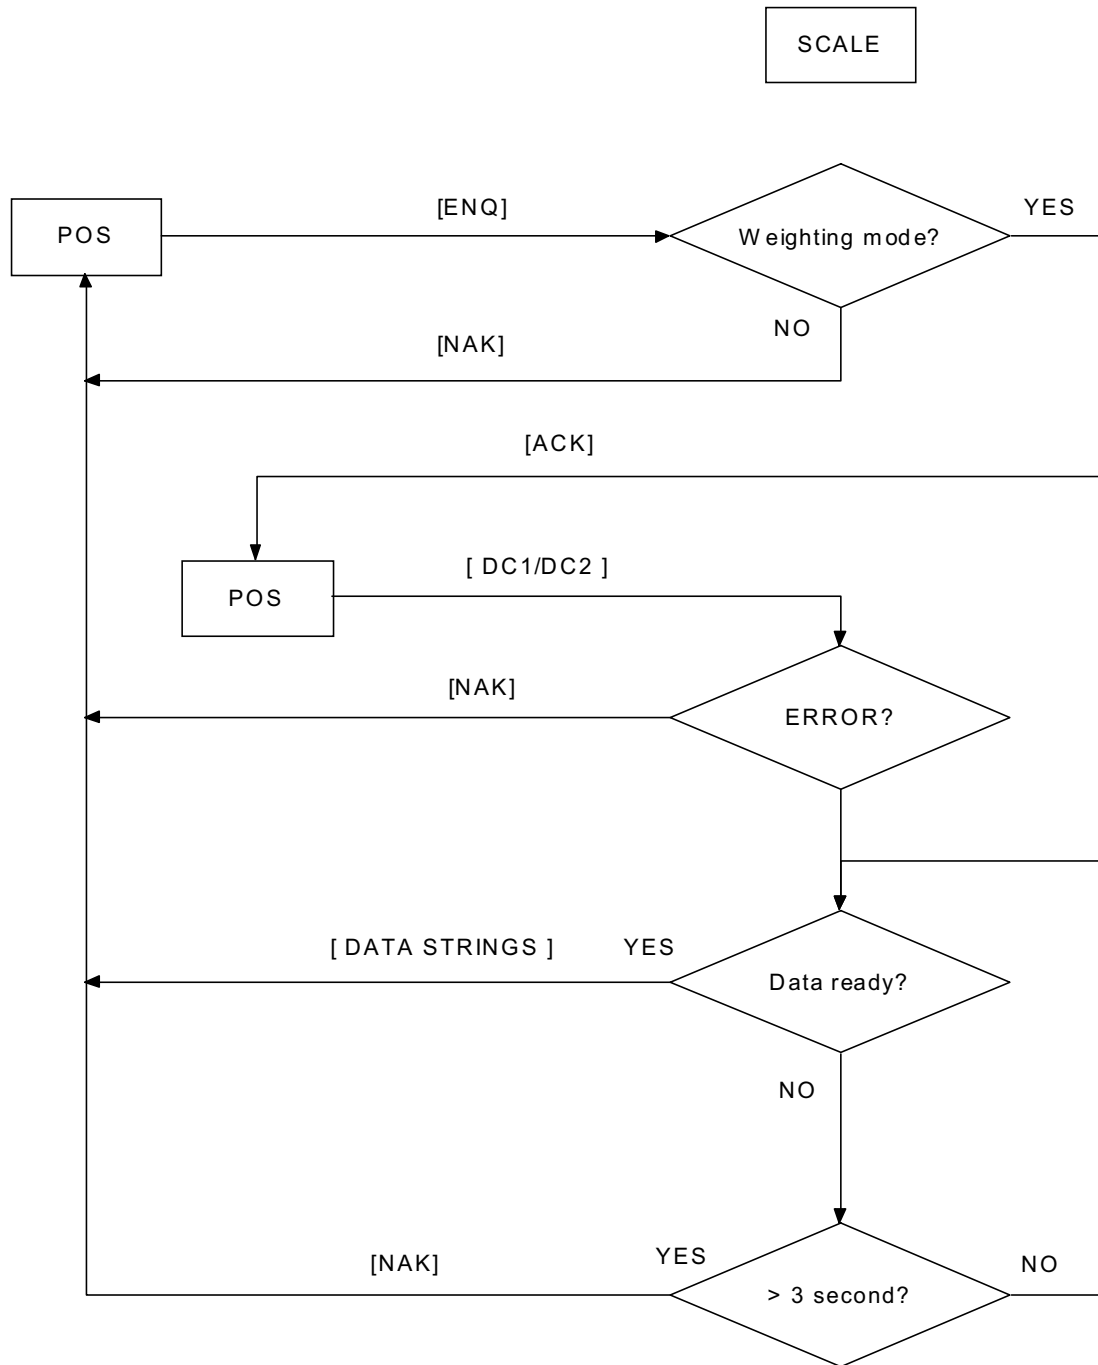 SCALE
[ENQ]
YES
POS
Weighting mode?
NO
[NAK]
[ACK]
[ DC1/DC2 ]
POS
[NAK]
ERROR?
[ DATA STRINGS ]
YES
Data ready?
NO
[NAK]
YES
NO
> 3 second?